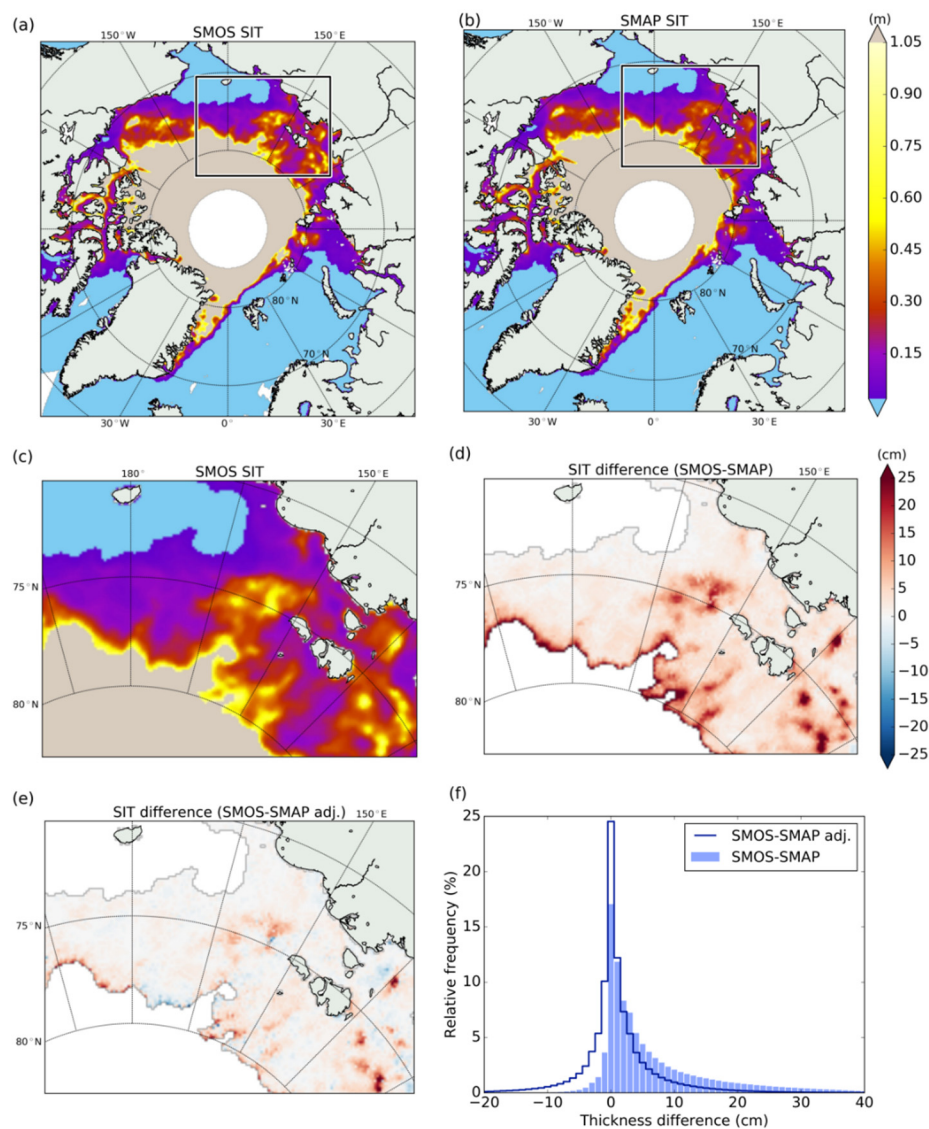 (a)
150°W
SMOS SIT
150°E
80°N
70°N
30°W
0°
30°E
(b)
150°W
SMAP SIT
150°E
80°N
70°N
30°W
0°
30°E
(m)
1.05
0.90
0.75
0.60
0.45
0.30
0.15
(c)
180°
SMOS SIT
150°E
75°N
80°N
(d)
SIT difference (SMOS-SMAP)
150°E
75°N
80°N
(cm)
25
20
15
10
5
0
−5
−10
−15
−20
−25
(e)
SIT difference (SMOS-SMAP adj.)
150°E
75°N
80°N
(f)
25
20
15
10
5
0
Relative frequency (%)
SMOS-SMAP adj.
SMOS-SMAP
−20
−10
0
10
20
30
40
Thickness difference (cm)